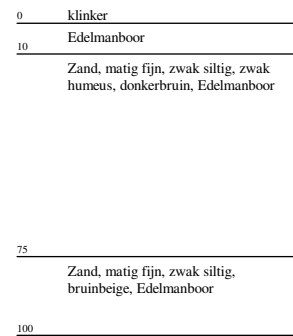 0 klinker
Edelmanboor
10
Zand, matig fijn, zwak siltig, zwak
humeus, donkerbruin, Edelmanboor
75
Zand, matig fijn, zwak siltig,
bruinbeige, Edelmanboor
100